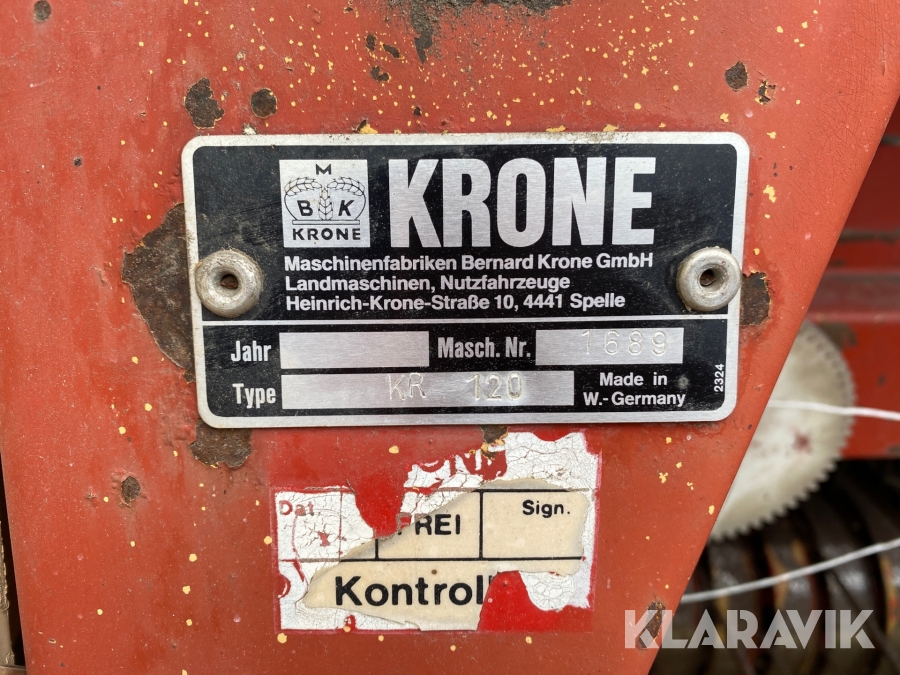 M
B K
KRONE
KRONE
Maschinenfabriken Bernard Krone GmbH
Landmaschinen, Nutzfahrzeuge
Heinrich-Krone-Straße 10, 4441 Spelle
Jahr
Masch. Nr. 1689
Type KR 120
Made in
W.-Germany
2324
Dat.
FREI
Sign.
Kontroll
KLARAVIK